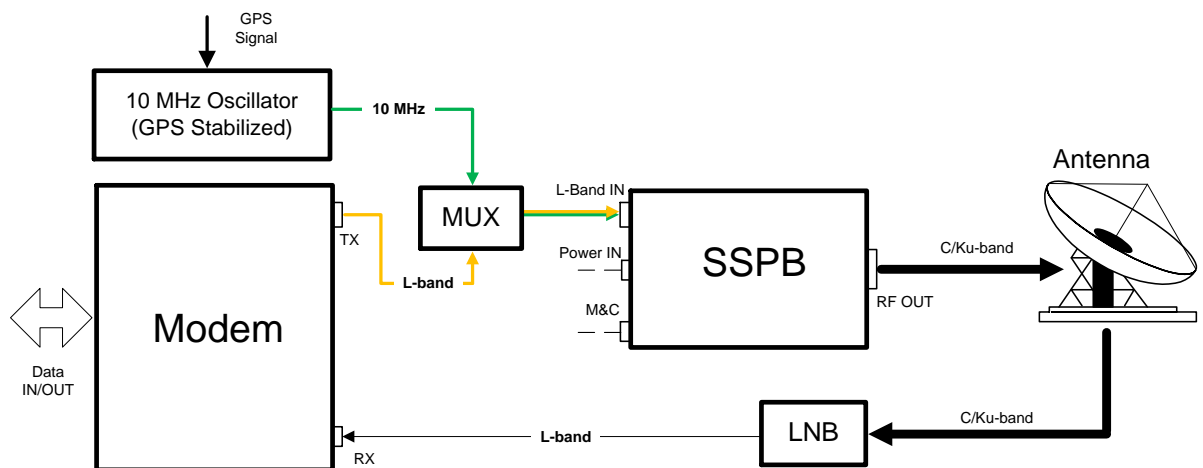 GPS
Signal
10 MHz Oscillator
(GPS Stabilized)
10 MHz
Antenna
L-Band IN
MUX
TX
SSPB
C/Ku-band
Power IN
L-band
RF OUT
M&C
Modem
Data
IN/OUT
C/Ku-band
LNB
L-band
RX